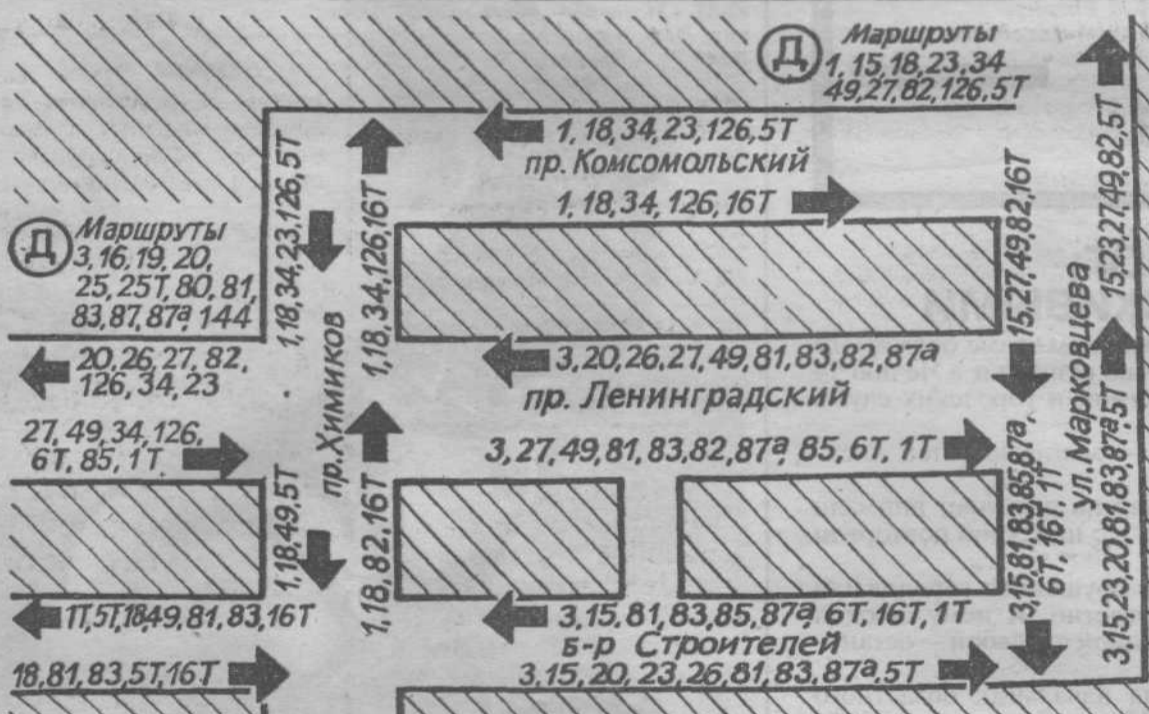 Д
Маршруты
1, 15, 18, 23, 34
49, 27, 82, 126, 5Т
1, 18, 34, 23, 126, 5Т
пр. Комсомольский
1, 18, 34, 126, 16Т
1, 18, 34, 23, 126, 5Т
1, 18, 34, 126, 16Т
15, 27, 49, 82, 16Т
15, 23, 27, 49, 82, 5Т
Д
Маршруты
3, 16, 19, 20,
25, 25Т, 80, 81,
83, 87, 87а, 144
20, 26, 27, 82,
126, 34, 23
3, 20, 26, 27, 49, 81, 83, 82, 87а
пр. Ленинградский
27, 49, 34, 126,
6Т, 85, 1Т
3, 27, 49, 81, 83, 82, 87а, 85, 6Т, 1Т
пр. Химиков
ул. Марковцева
1, 18, 49, 5Т
1, 18, 82, 16Т
3, 15, 81, 83, 85, 87а,
6Т, 16Т, 1Т
3, 15, 23, 20, 81, 83, 87а, 5Т
1Т, 5Т, 18, 49, 81, 83, 16Т
3, 15, 81, 83, 85, 87а, 6Т, 16Т, 1Т
б-р Строителей
18, 81, 83, 5Т, 16Т
3, 15, 20, 23, 26, 81, 83, 87а, 5Т